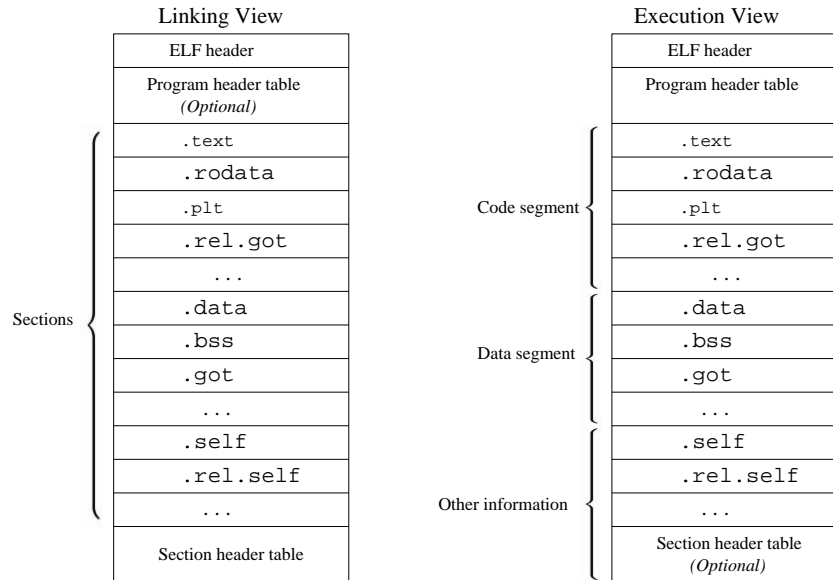 Linking View
ELF header
Program header table
(Optional)
.text
.rodata
.plt
.rel.got
...
.data
.bss
.got
...
.self
.rel.self
...
Section header table
Sections
Execution View
ELF header
Program header table
.text
.rodata
.plt
.rel.got
...
.data
.bss
.got
...
.self
.rel.self
...
Section header table
(Optional)
Code segment
Data segment
Other information